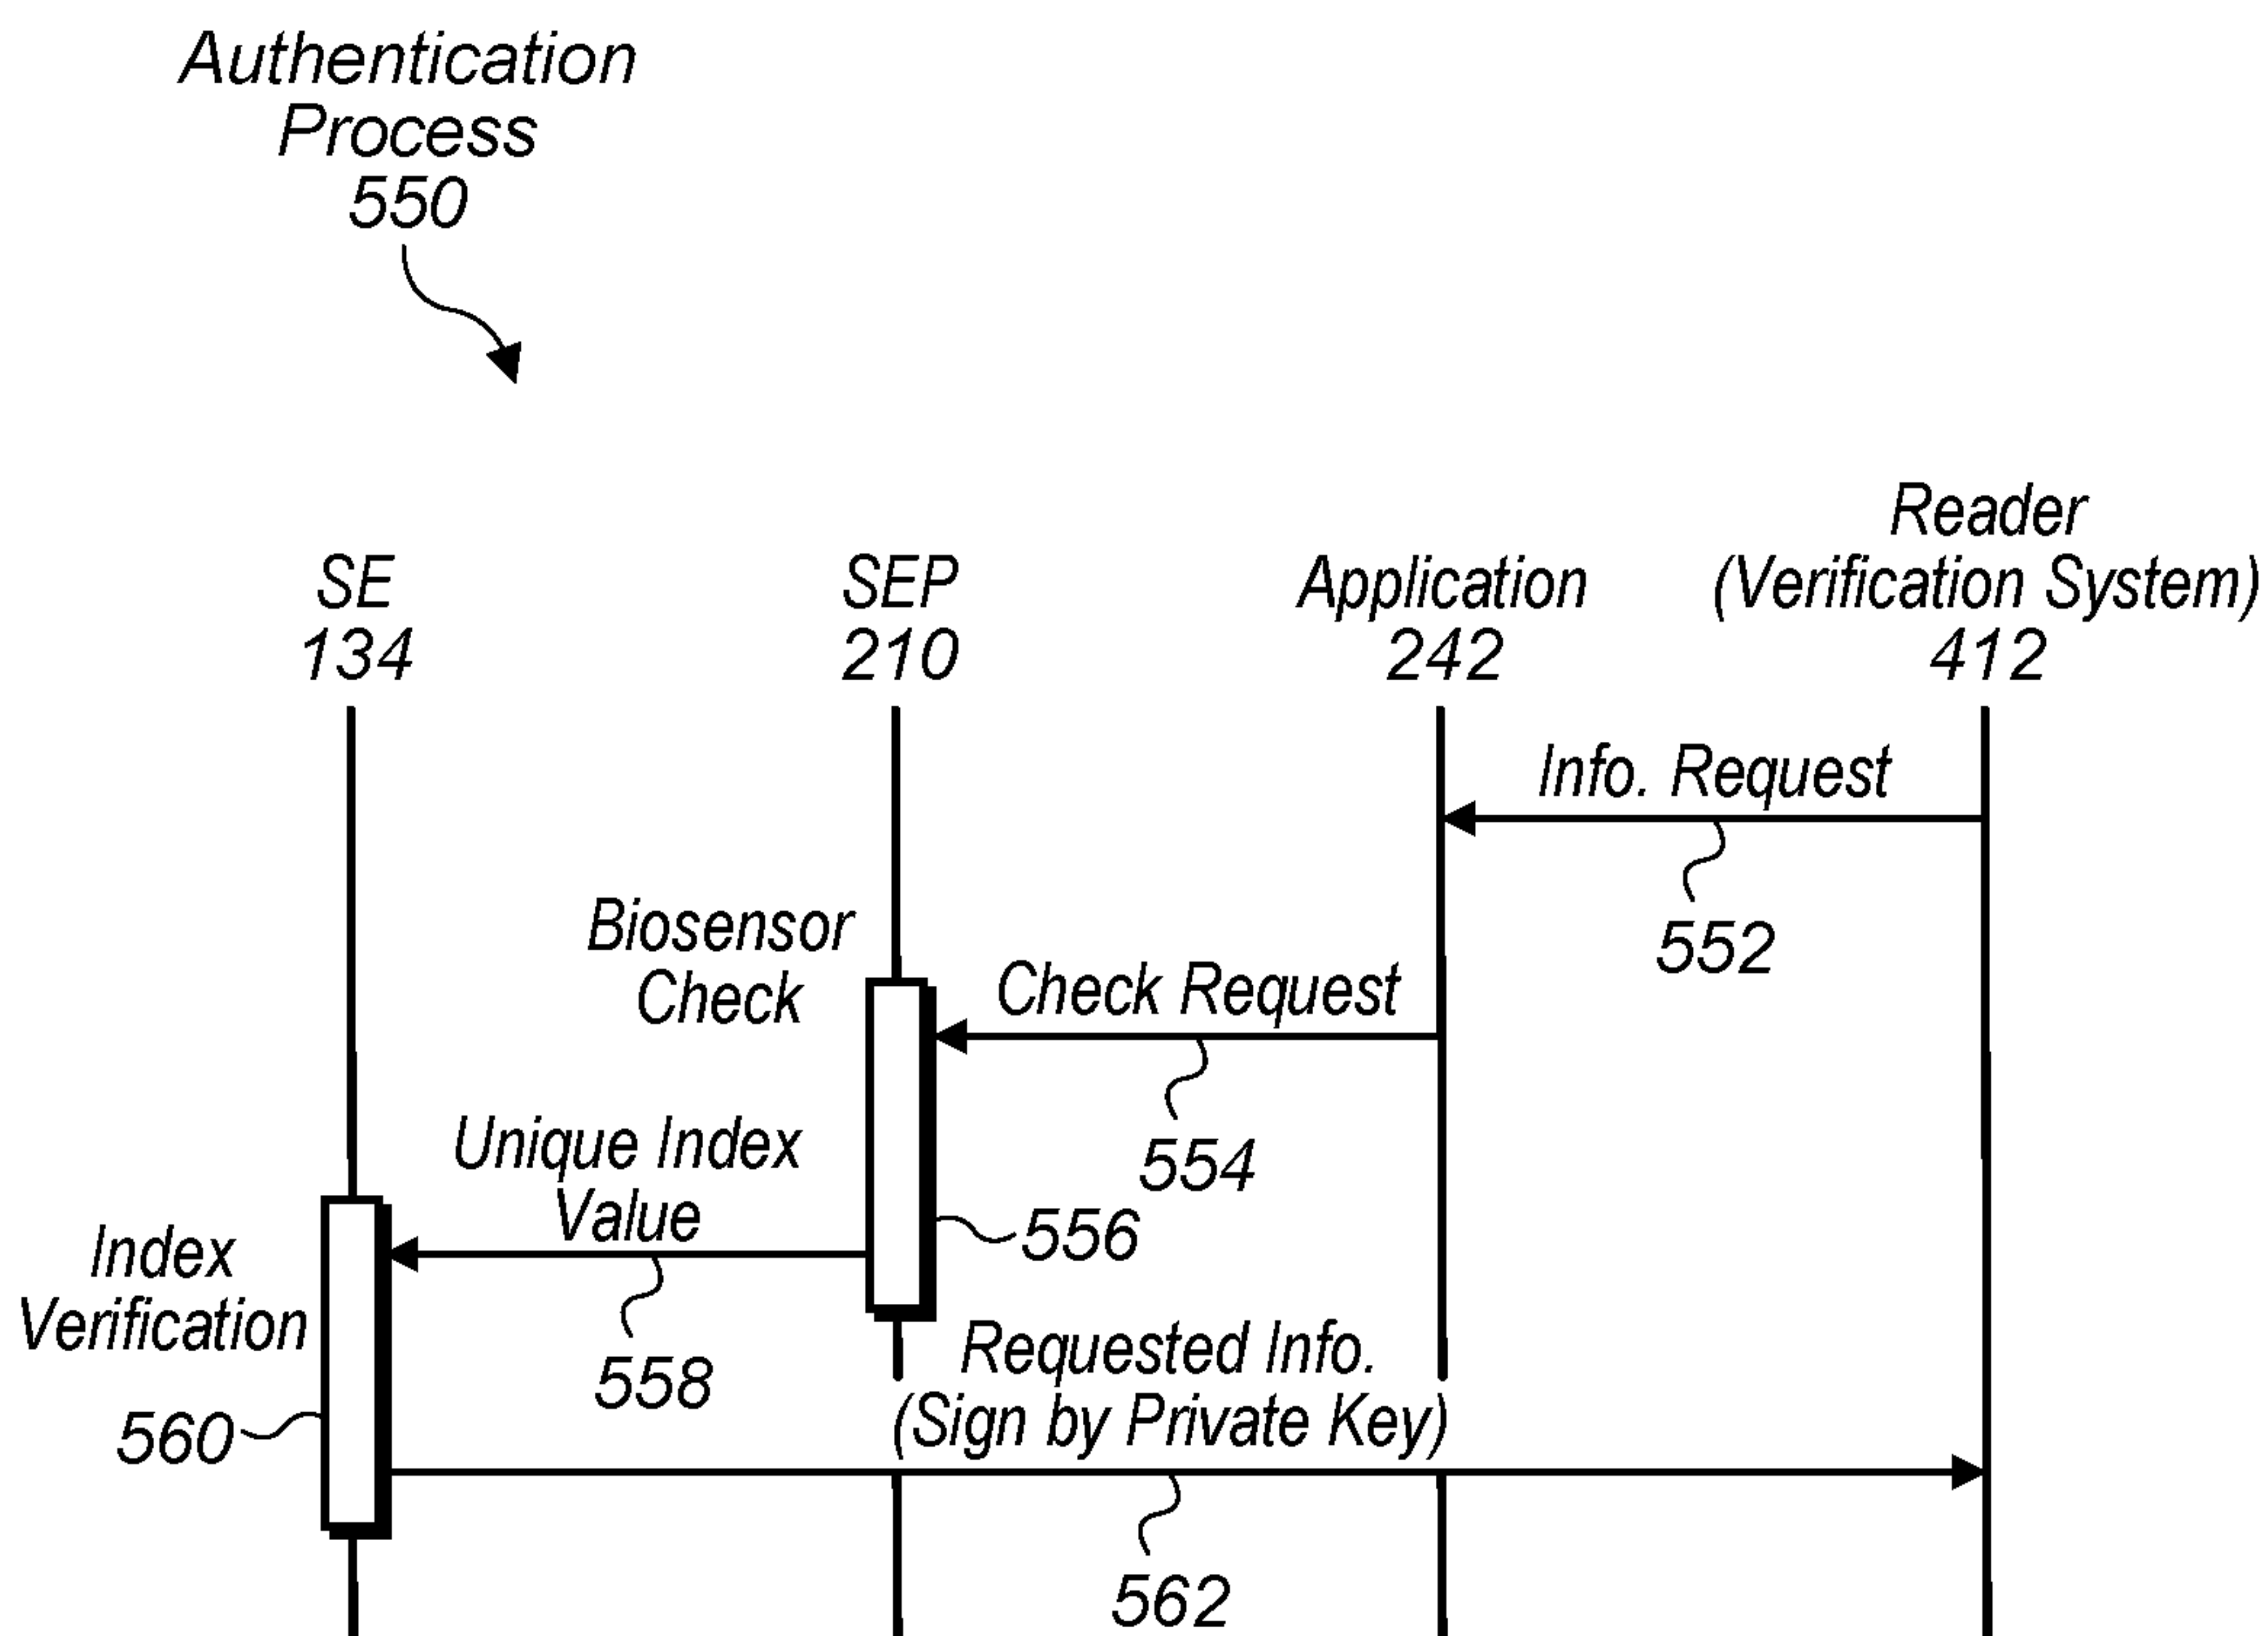 Authentication
Process
550
SE
134
SEP
210
Application
242
Reader
(Verification System)
412
Info. Request
552
Biosensor
Check
Check Request
554
556
Unique Index
Value
558
Index
Verification
560
Requested Info.
(Sign by Private Key)
562